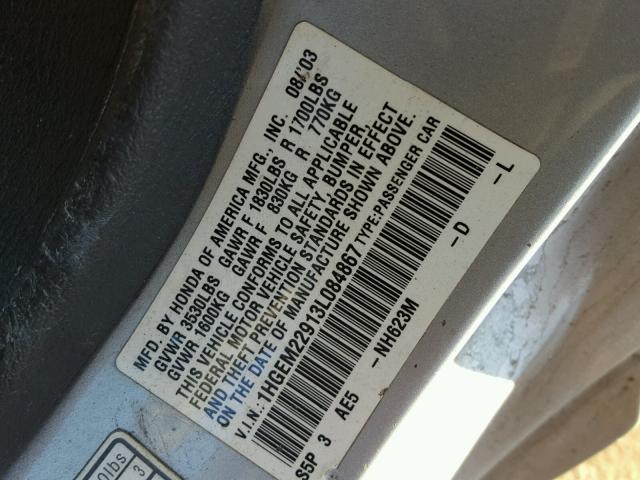 MFD. BY HONDA OF AMERICA MFG., INC. 08/'03
GVWR 3530LBS GAWR F 1830LBS R 1700LBS
GVWR 1600KG GAWR F 830KG R 770KG
THIS VEHICLE CONFORMS TO ALL APPLICABLE
FEDERAL MOTOR VEHICLE SAFETY, BUMPER,
AND THEFT PREVENTION STANDARDS IN EFFECT
ON THE DATE OF MANUFACTURE SHOWN ABOVE.
V.I.N.: 1HGEM22913L084867 TYPE:PASSENGER CAR
S5P 3 AE5 -NH623M -D -L
0lbs
3